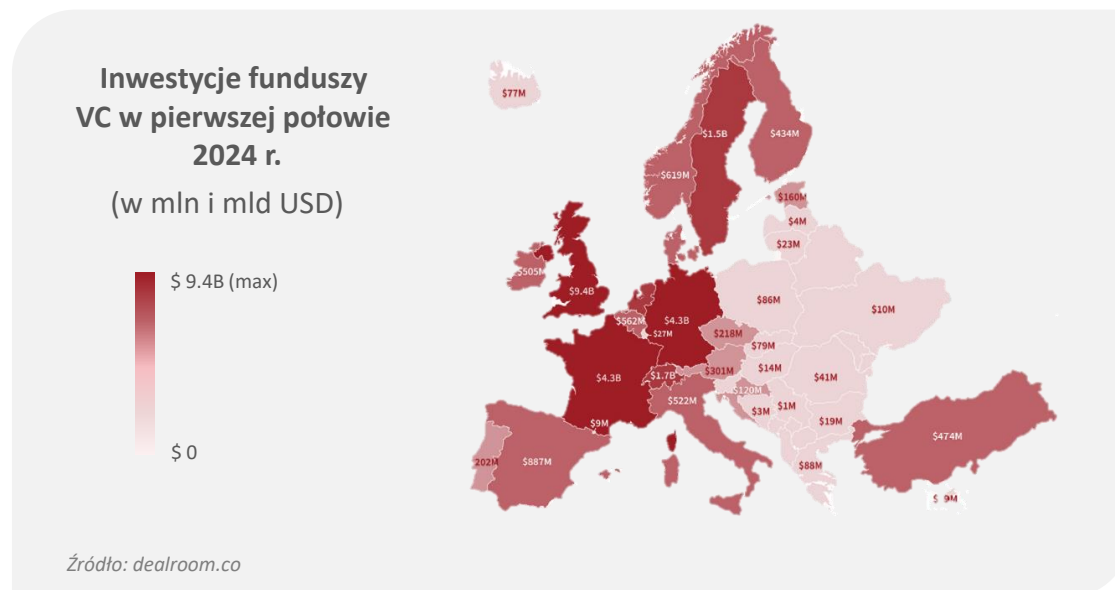 Inwestycje funduszy
VC w pierwszej połowie
2024 r.
(w mln i mld USD)
$ 9.4B (max)
$ 0
$77M
$1.5B
$434M
$619M
$160M
$4M
$23M
$505M
$9.4B
$562M
$4.3B
$27M
$86M
$10M
$218M
$79M
$14M
$301M
$1.7B
$4.3B
$41M
$522M
$120M
$3M
$1M
$19M
$9M
$887M
202M
$88M
$474M
Źródło: dealroom.co